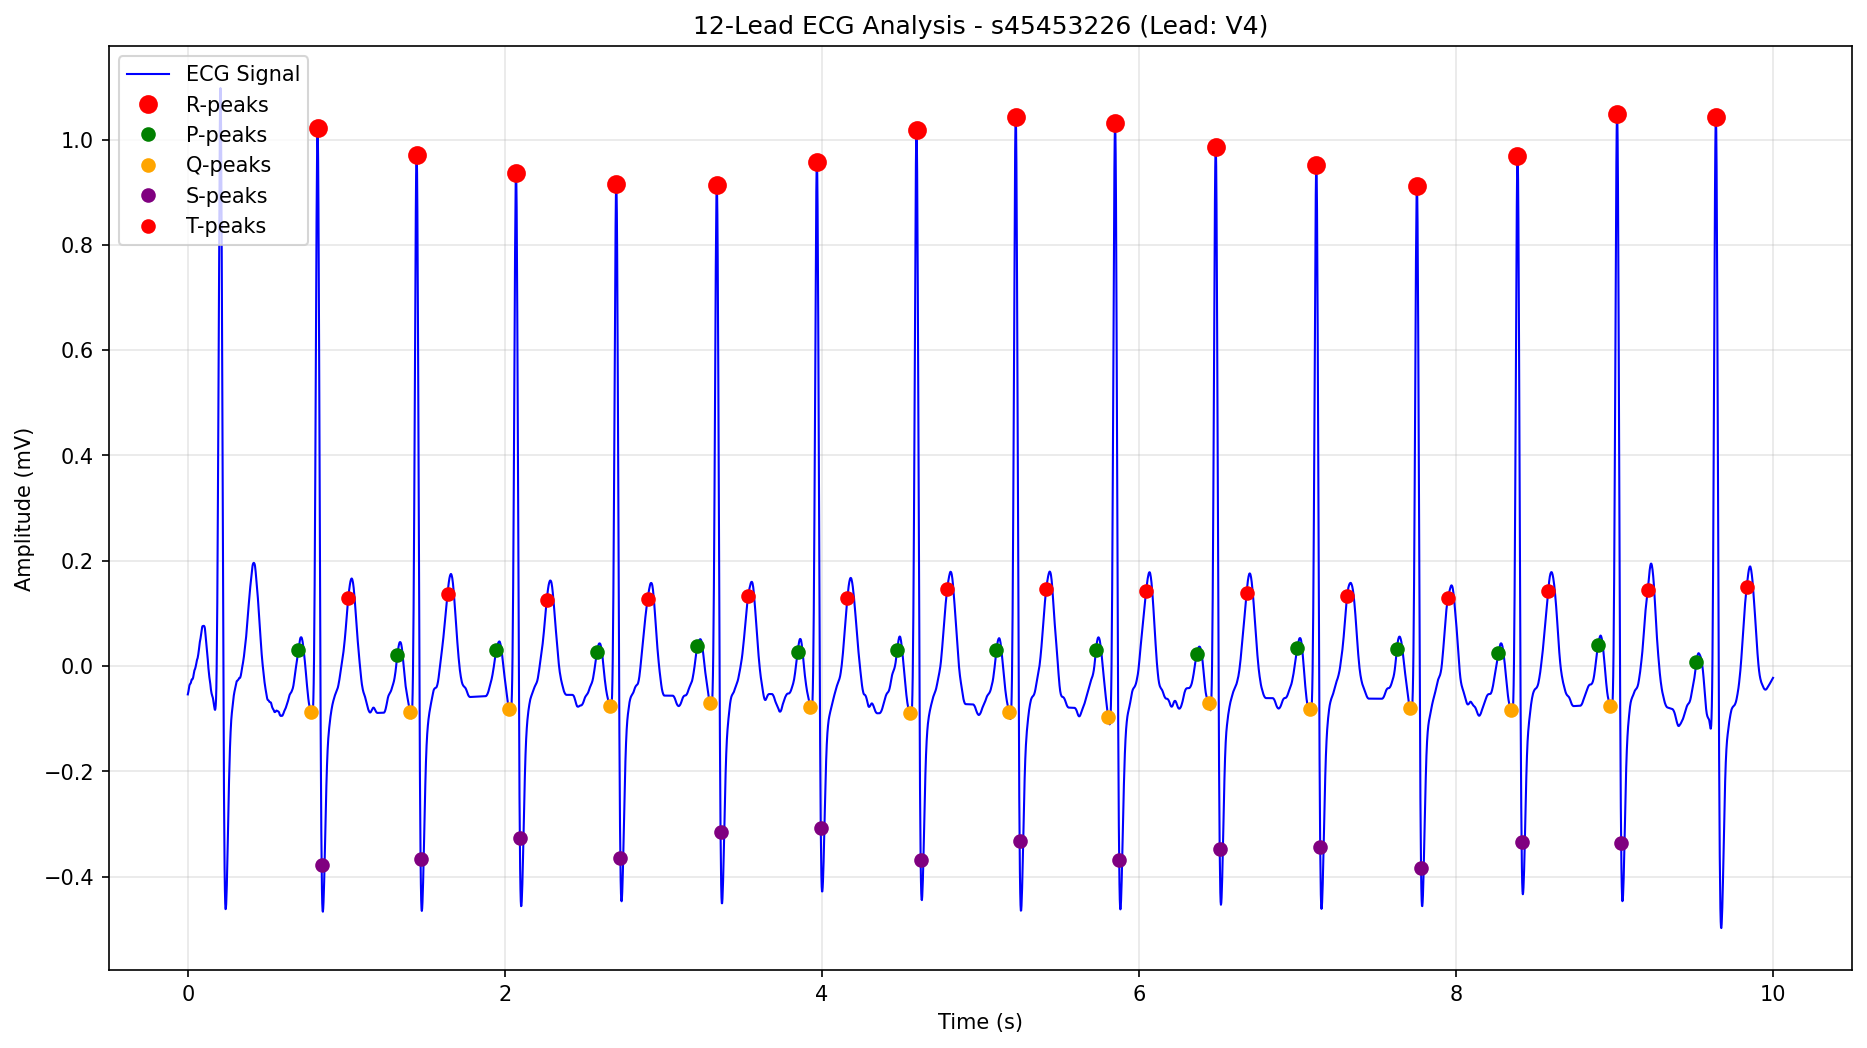 12-Lead ECG Analysis - s45453226 (Lead: V4)
ECG Signal
R-peaks
P-peaks
Q-peaks
S-peaks
T-peaks
Amplitude (mV)
1.0
0.8
0.6
0.4
0.2
0.0
−0.2
−0.4
0 2 4 6 8 10
Time (s)